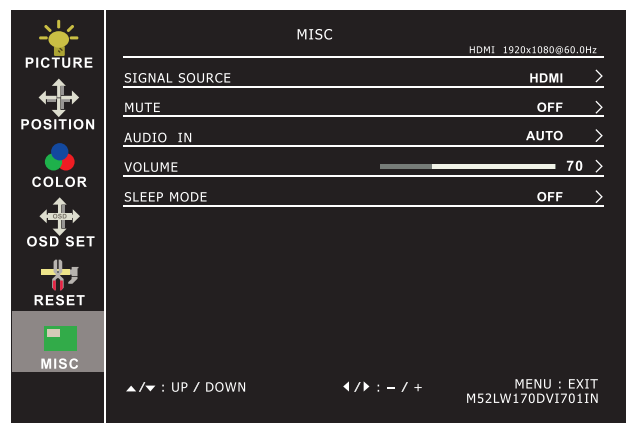 MISC
HDMI 1920x1080@60.0Hz
PICTURE
POSITION
COLOR
OSD
OSD SET
RESET
MISC
SIGNAL SOURCE HDMI >
MUTE OFF >
AUDIO IN AUTO >
VOLUME 70 >
SLEEP MODE OFF >
▲/▼ : UP / DOWN ◀/▶ : – / + MENU : EXIT
M52LW170DVI701IN